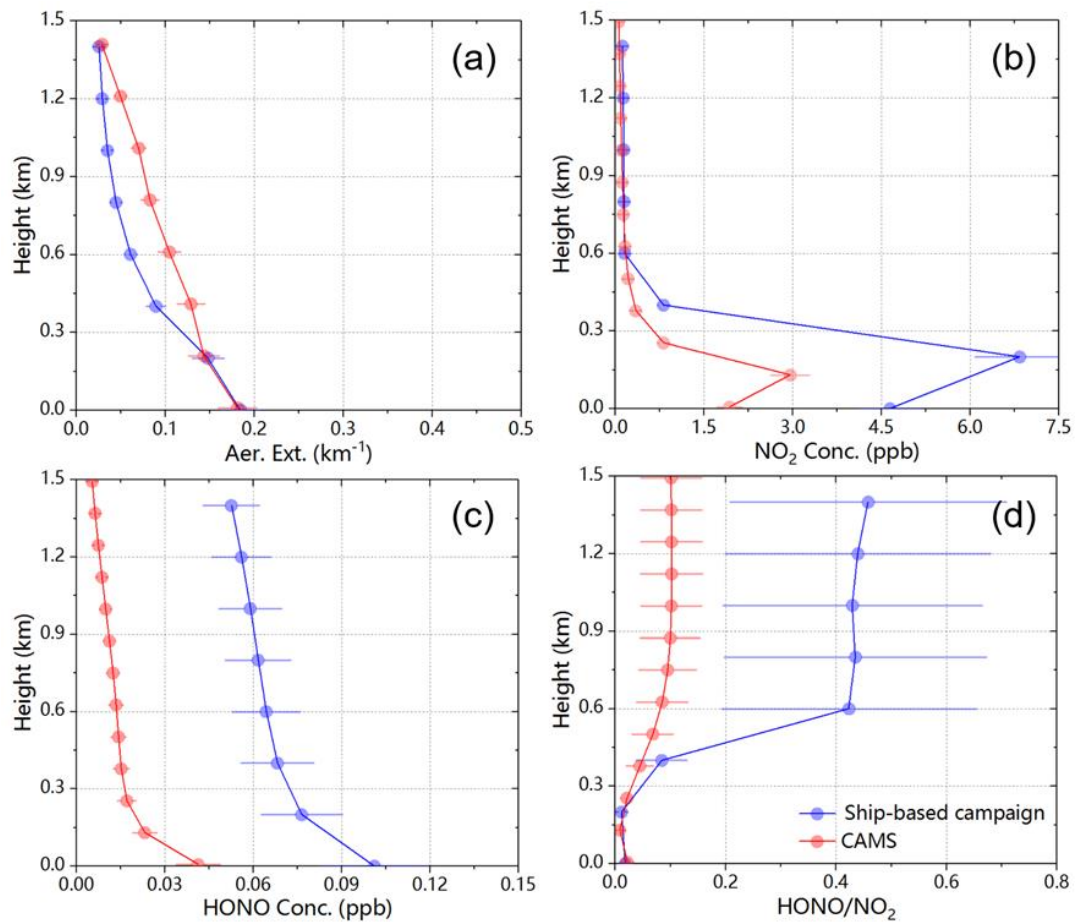 1.5
1.2
0.9
0.6
0.3
0.0
Height (km)
(a)
0.0 0.1 0.2 0.3 0.4 0.5
Aer. Ext. (km⁻¹)
1.5
1.2
0.9
0.6
0.3
0.0
Height (km)
(b)
0.0 1.5 3.0 4.5 6.0 7.5
NO₂ Conc. (ppb)
1.5
1.2
0.9
0.6
0.3
0.0
Height (km)
(c)
0.00 0.03 0.06 0.09 0.12 0.15
HONO Conc. (ppb)
1.5
1.2
0.9
0.6
0.3
0.0
Height (km)
(d)
Ship-based campaign
CAMS
0.0 0.2 0.4 0.6 0.8
HONO/NO₂